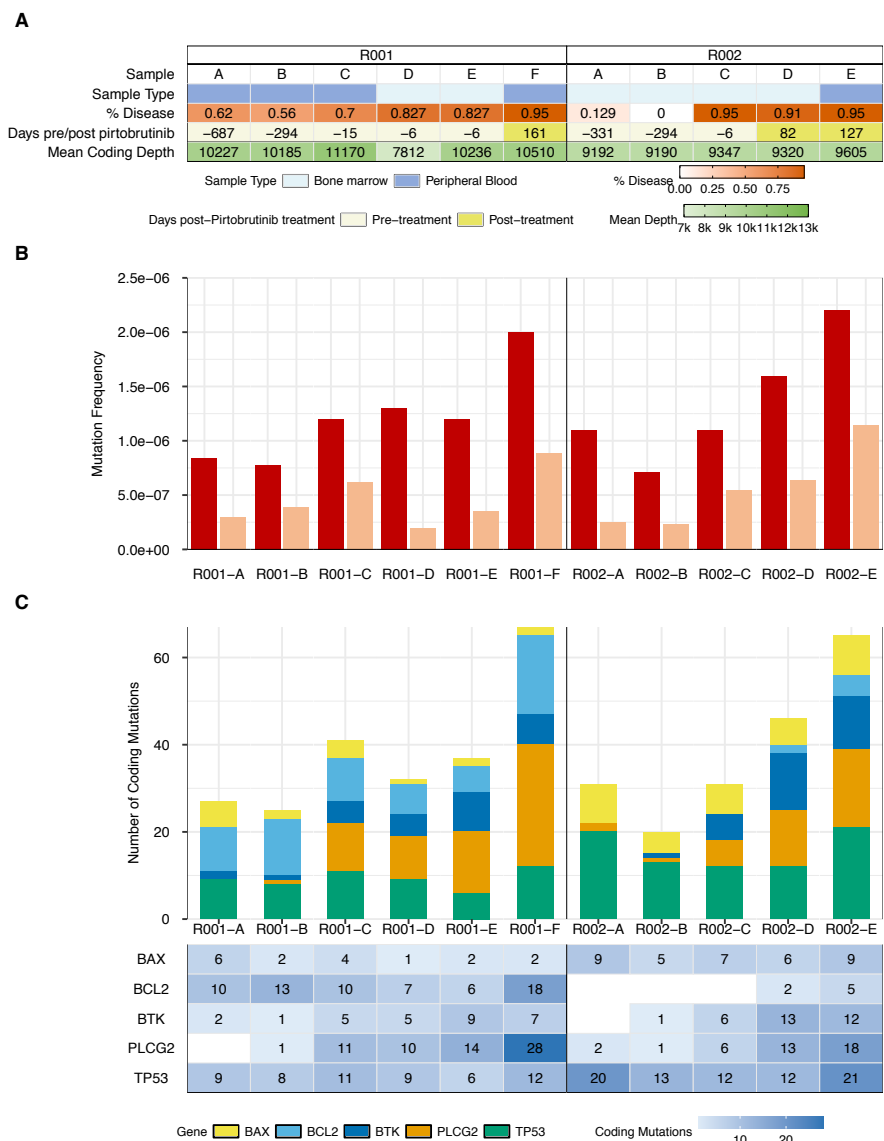 A
R001 R002
Sample A B C D E F A B C D E
Sample Type
% Disease 0.62 0.56 0.7 0.827 0.827 0.95 0.129 0 0.95 0.91 0.95
Days pre/post pirtobrutinib −687 −294 −15 −6 −6 161 −331 −294 −6 82 127
Mean Coding Depth 10227 10185 11170 7812 10236 10510 9192 9190 9347 9320 9605
Sample Type Bone marrow Peripheral Blood % Disease
0.00 0.25 0.50 0.75
Days post−Pirtobrutinib treatment Pre−treatment Post−treatment Mean Depth
7k 8k 9k 10k 11k 12k 13k
B
Mutation Frequency
2.5e−06
2.0e−06
1.5e−06
1.0e−06
5.0e−07
0.0e+00
R001−A R001−B R001−C R001−D R001−E R001−F R002−A R002−B R002−C R002−D R002−E
C
Number of Coding Mutations
60
40
20
0
R001−A R001−B R001−C R001−D R001−E R001−F R002−A R002−B R002−C R002−D R002−E
BAX 6 2 4 1 2 2 9 5 7 6 9
BCL2 10 13 10 7 6 18 2 5
BTK 2 1 5 5 9 7 1 6 13 12
PLCG2 1 11 10 14 28 2 1 6 13 18
TP53 9 8 11 9 6 12 20 13 12 12 21
Gene BAX BCL2 BTK PLCG2 TP53 Coding Mutations
10 20